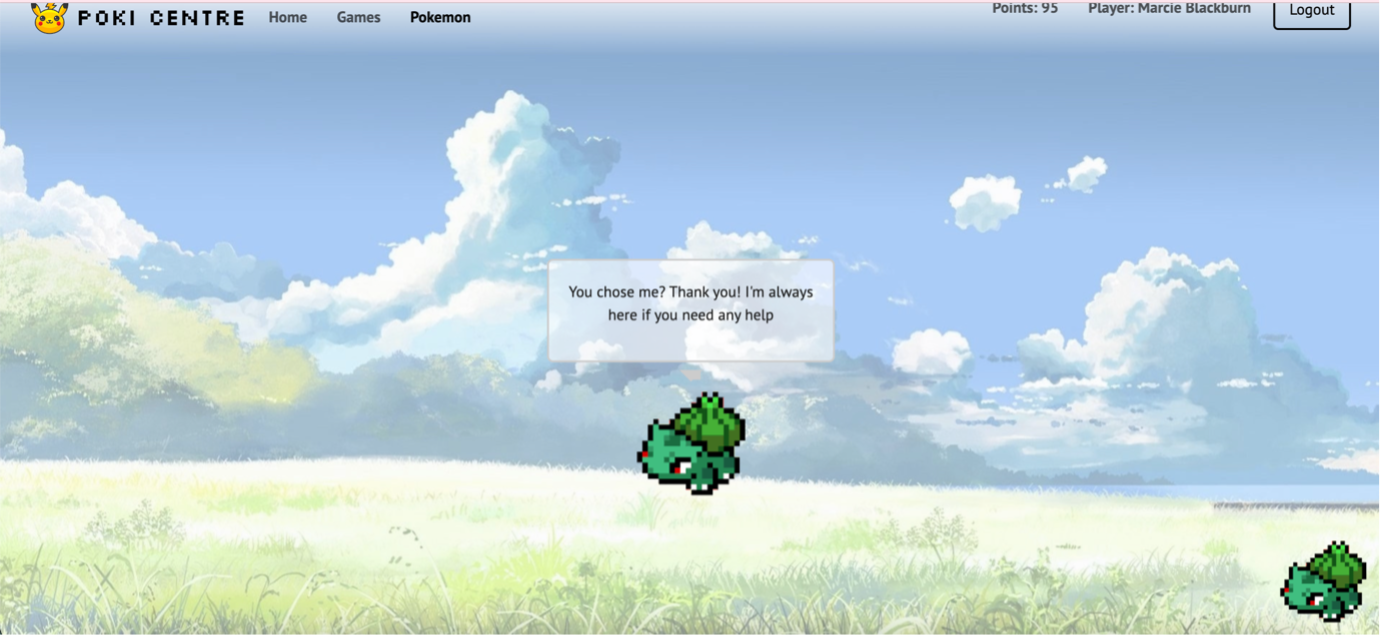 POKI CENTRE
Home
Games
Pokemon
Points: 95
Player: Marcie Blackburn
Logout
You chose me? Thank you! I'm always
here if you need any help